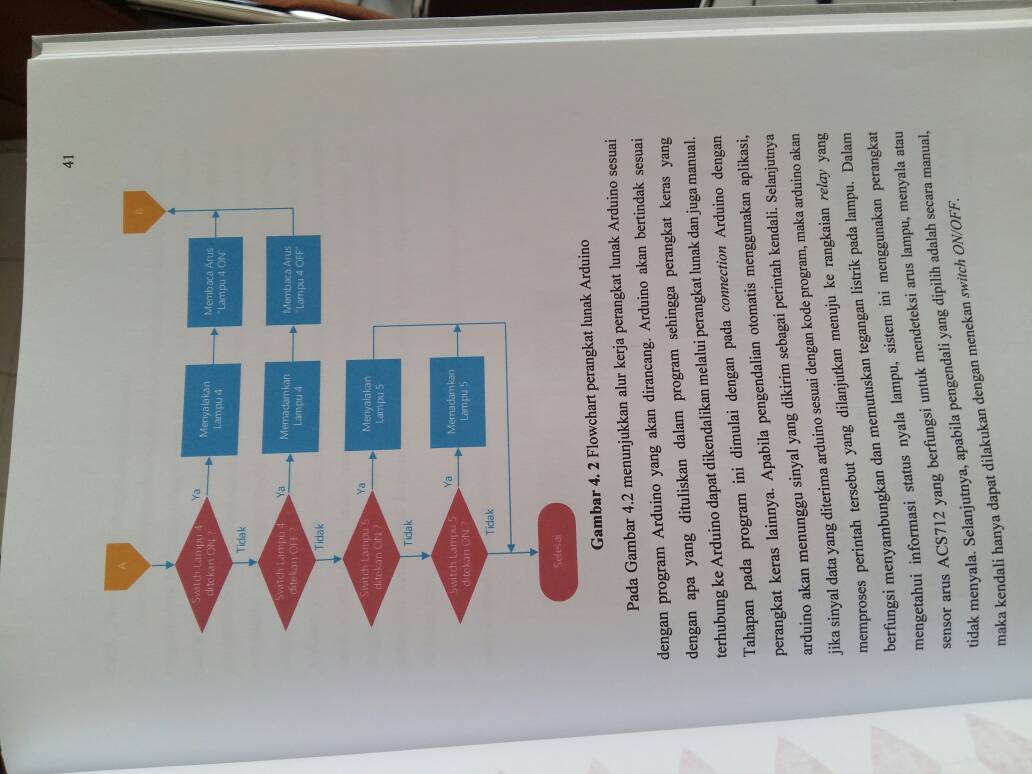 41
A
B
Switch Lampu 4
ditekan ON ?
Ya
Menyalakan
Lampu 4
Membaca Arus
"Lampu 4 ON"
Tidak
Switch Lampu 4
ditekan OFF ?
Ya
Memadamkan
Lampu 4
Membaca Arus
"Lampu 4 OFF"
Tidak
Switch Lampu 5
ditekan ON ?
Ya
Menyalakan
Lampu 5
Tidak
Switch Lampu 5
ditekan ON ?
Ya
Memadamkan
Lampu 5
Tidak
Selesai
Gambar 4. 2 Flowchart perangkat lunak Arduino
Pada Gambar 4.2 menunjukkan alur kerja perangkat lunak Arduino sesuai
dengan program Arduino yang akan dirancang. Arduino akan bertindak sesuai
dengan apa yang dituliskan dalam program sehingga perangkat keras yang
terhubung ke Arduino dapat dikendalikan melalui perangkat lunak dan juga manual.
Tahapan pada program ini dimulai dengan pada connection Arduino dengan
perangkat keras lainnya. Apabila pengendalian otomatis menggunakan aplikasi,
arduino akan menunggu sinyal yang dikirim sebagai perintah kendali. Selanjutnya
jika sinyal data yang diterima arduino sesuai dengan kode program, maka arduino akan
memproses perintah tersebut yang dilanjutkan menuju ke rangkaian relay yang
berfungsi menyambungkan dan memutuskan tegangan listrik pada lampu. Dalam
mengetahui informasi status nyala lampu, sistem ini menggunakan perangkat
sensor arus ACS712 yang berfungsi untuk mendeteksi arus lampu, menyala atau
tidak menyala. Selanjutnya, apabila pengendali yang dipilih adalah secara manual,
maka kendali hanya dapat dilakukan dengan menekan switch ON/OFF.